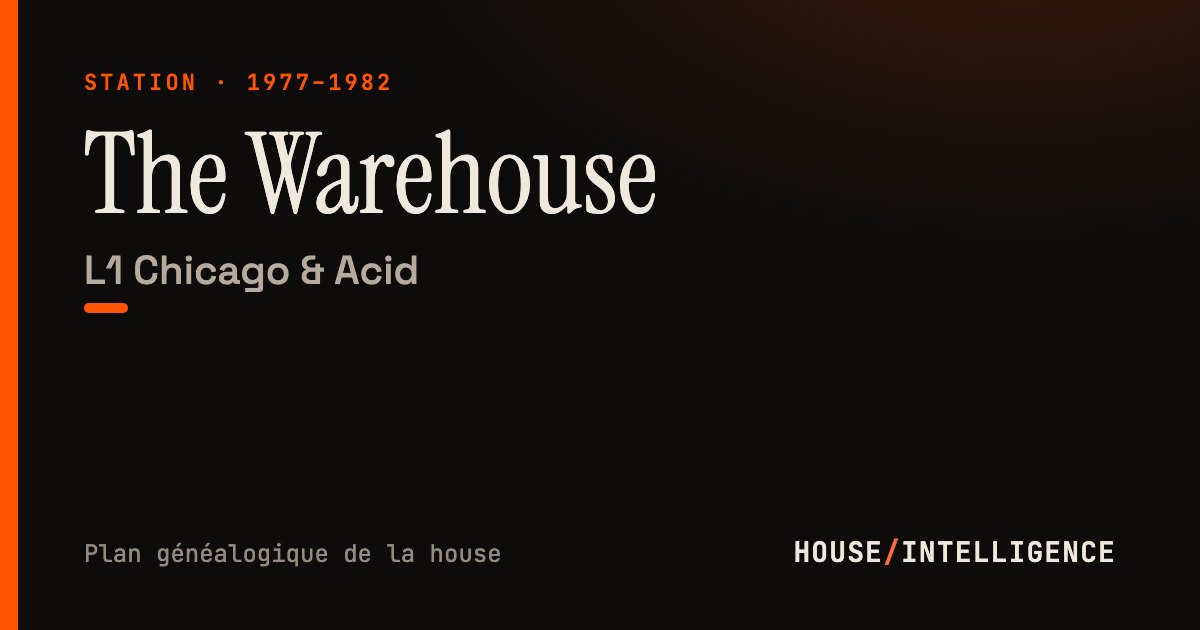 STATION · 1977–1982
The Warehouse
L1 Chicago & Acid
Plan généalogique de la house
HOUSE/INTELLIGENCE